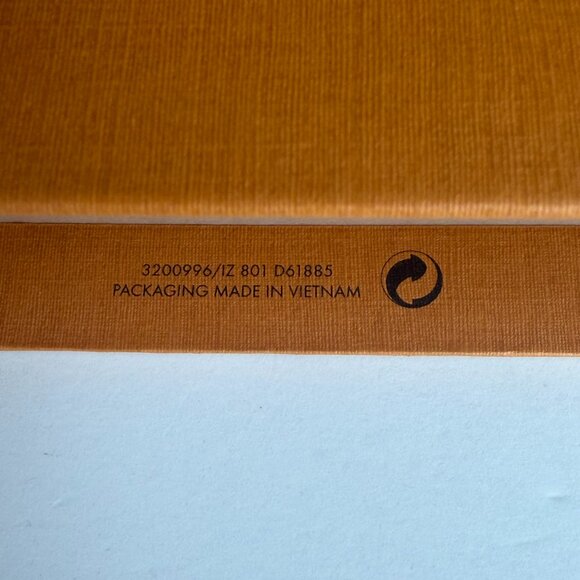 3200996/IZ 801 D61885
PACKAGING MADE IN VIETNAM